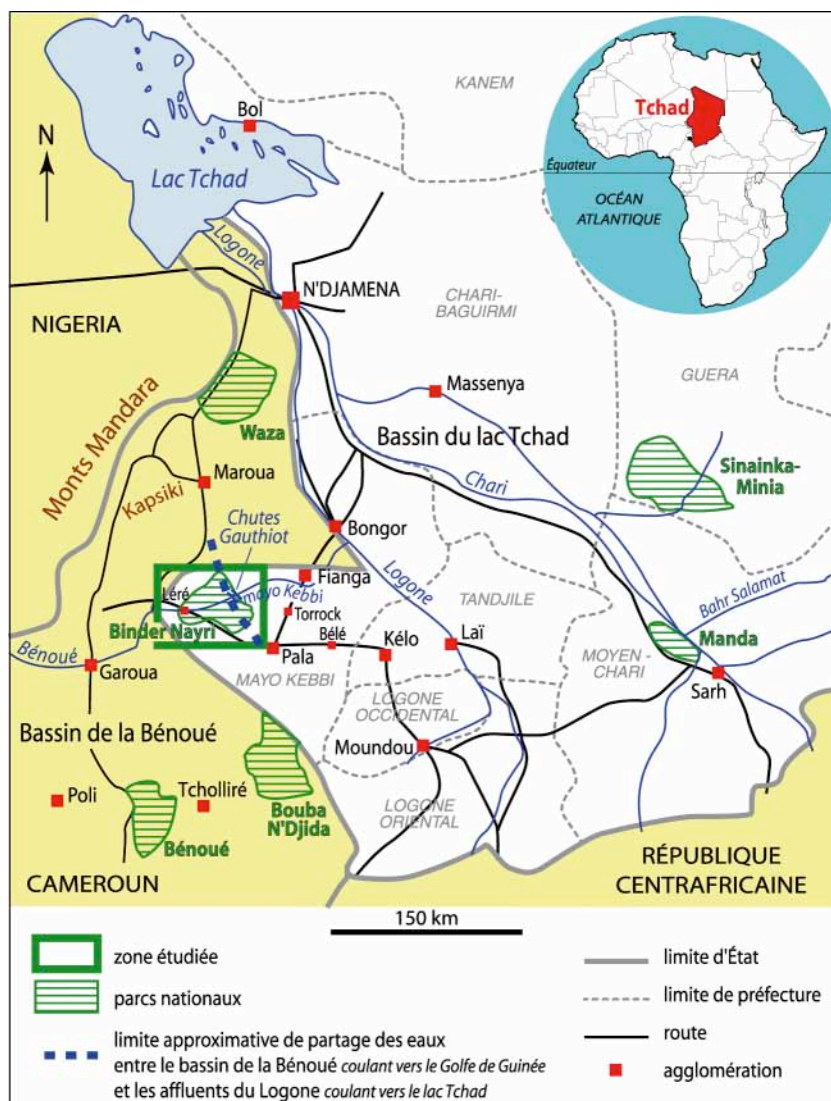 KANEM
Bol
Tchad
Équateur
OCÉAN
ATLANTIQUE
N
Lac Tchad
Logone
N'DJAMENA
CHARI-
BAGUIRMI
NIGERIA
GUERA
Massenya
Monts Mandara
Waza
Bassin du lac Tchad
Sinainka-
Minia
Maroua
Kapsiki
Chari
Chutes
Gauthiot
Bongor
Fianga
Logone
Léré
mayo Kebbi
TANDJILE
Bahr Salamat
Torrock
Binder Nayri
Bélé
Kélo
Laï
Manda
Bénoué
Pala
MOYEN -
CHARI
Garoua
MAYO KEBBI
Sarh
LOGONE
OCCIDENTAL
Bassin de la Bénoué
Moundou
Poli
Tcholliré
Bouba
N'Djida
LOGONE
ORIENTAL
Bénoué
RÉPUBLIQUE
CENTRAFRICAINE
CAMEROUN
150 km
zone étudiée
parcs nationaux
limite approximative de partage des eaux
entre le bassin de la Bénoué coulant vers le Golfe de Guinée
et les affluents du Logone coulant vers le lac Tchad
limite d'État
limite de préfecture
route
agglomération